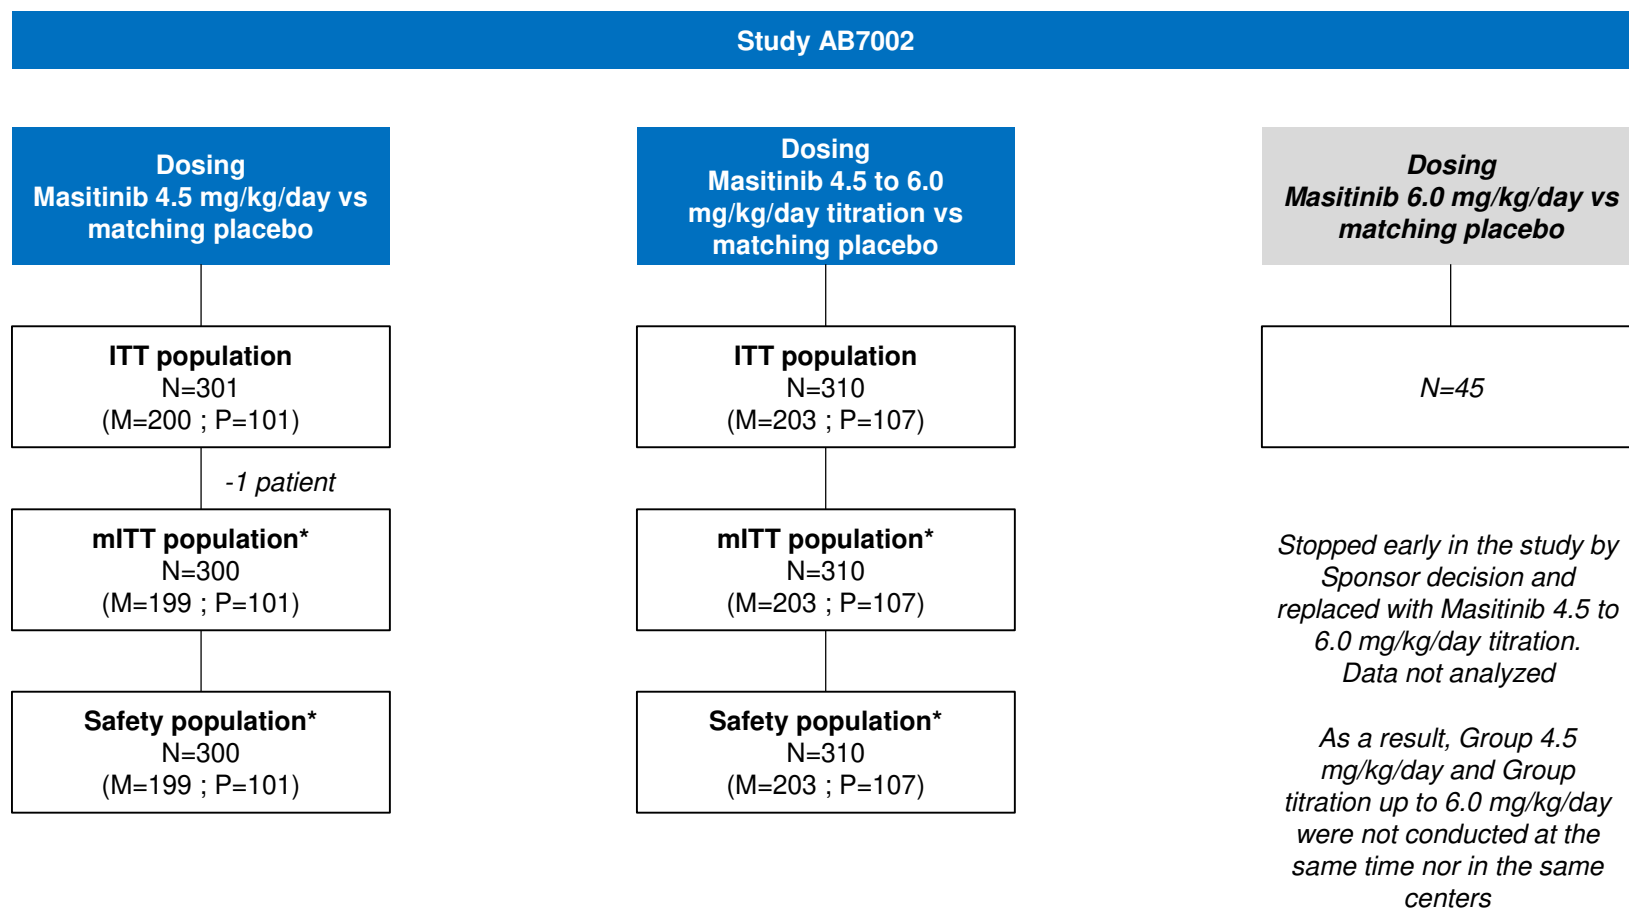 Study AB7002
Dosing
Masitinib 4.5 mg/kg/day vs
matching placebo
ITT population
N=301
(M=200 ; P=101)
-1 patient
mITT population*
N=300
(M=199 ; P=101)
Safety population*
N=300
(M=199 ; P=101)
Dosing
Masitinib 4.5 to 6.0
mg/kg/day titration vs
matching placebo
ITT population
N=310
(M=203 ; P=107)
mITT population*
N=310
(M=203 ; P=107)
Safety population*
N=310
(M=203 ; P=107)
Dosing
Masitinib 6.0 mg/kg/day vs
matching placebo
N=45
Stopped early in the study by
Sponsor decision and
replaced with Masitinib 4.5 to
6.0 mg/kg/day titration.
Data not analyzed
As a result, Group 4.5
mg/kg/day and Group
titration up to 6.0 mg/kg/day
were not conducted at the
same time nor in the same
centers